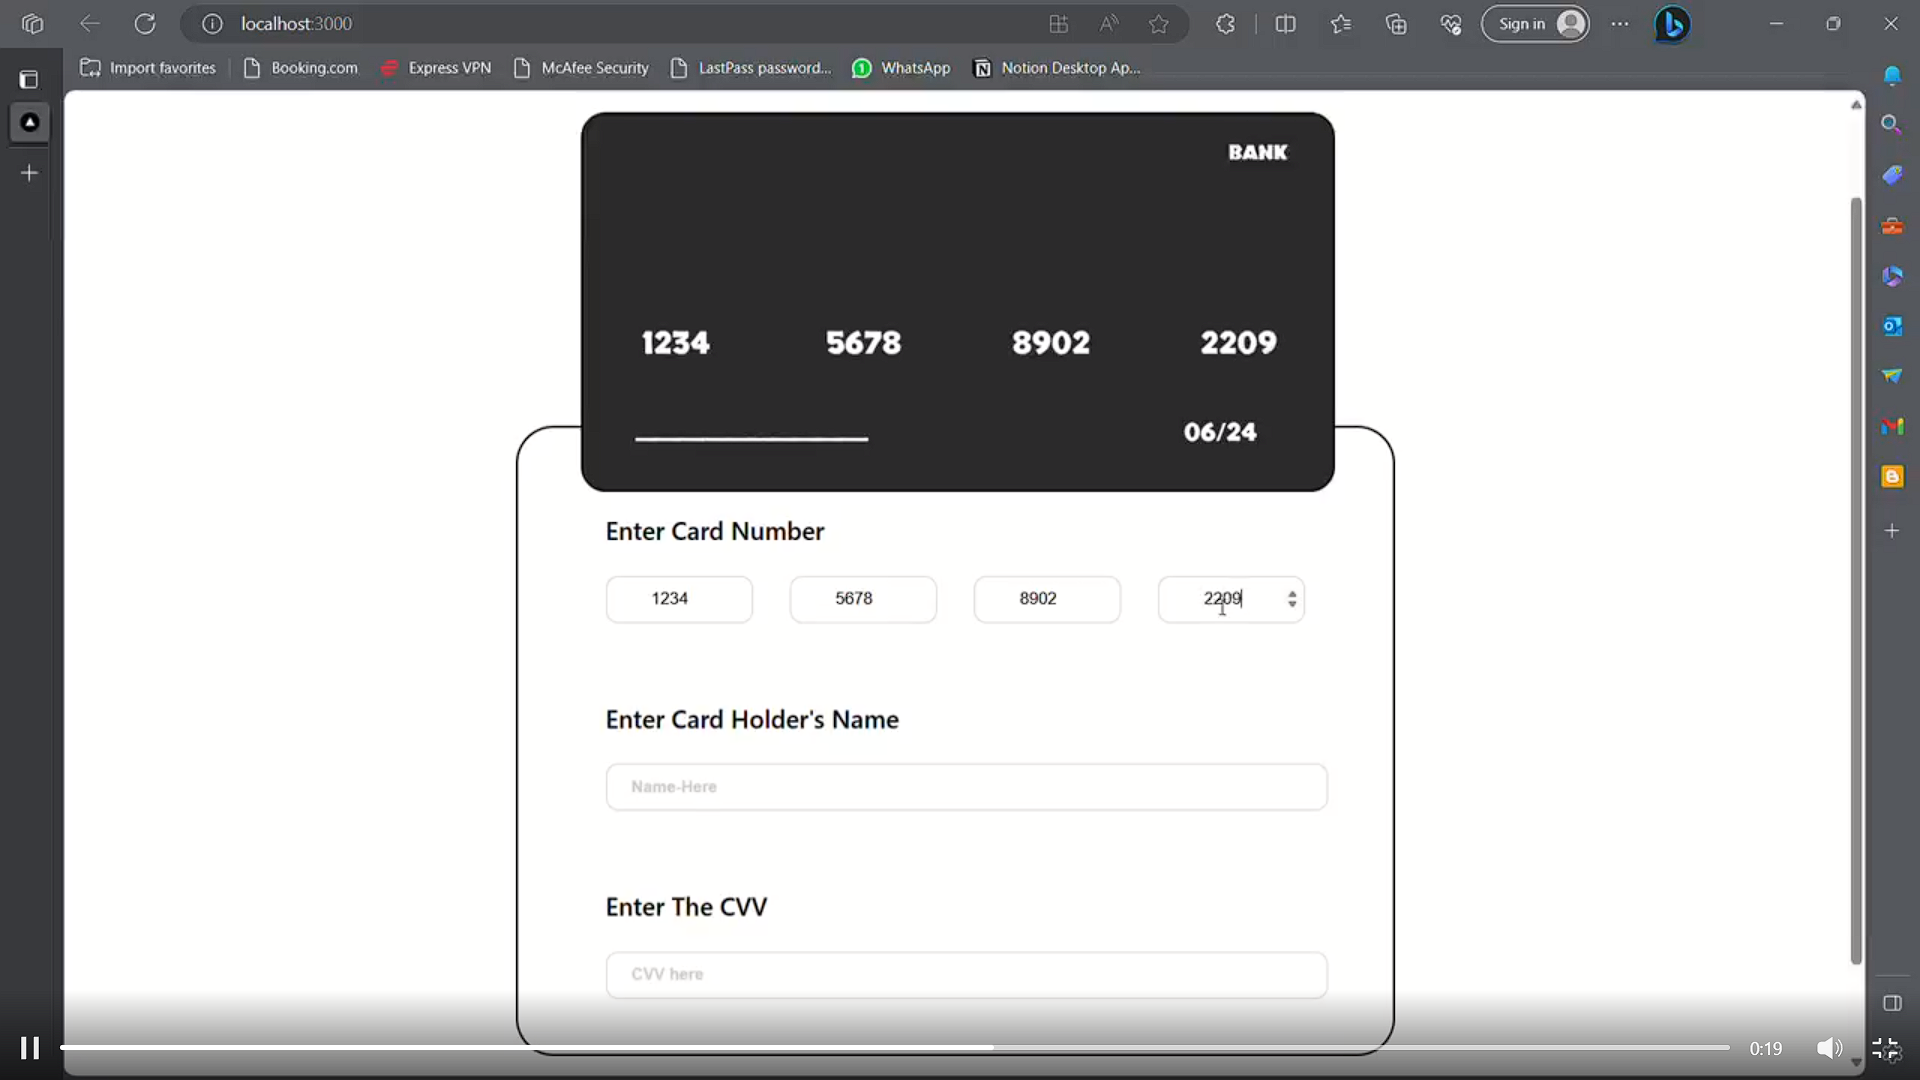 localhost:3000
Sign in
Import favorites
Booking.com
Express VPN
McAfee Security
LastPass password...
1
WhatsApp
Notion Desktop Ap...
BANK
1234 5678 8902 2209
06/24
Enter Card Number
1234 5678 8902 2209
Enter Card Holder's Name
Name-Here
Enter The CVV
CVV here
0:19